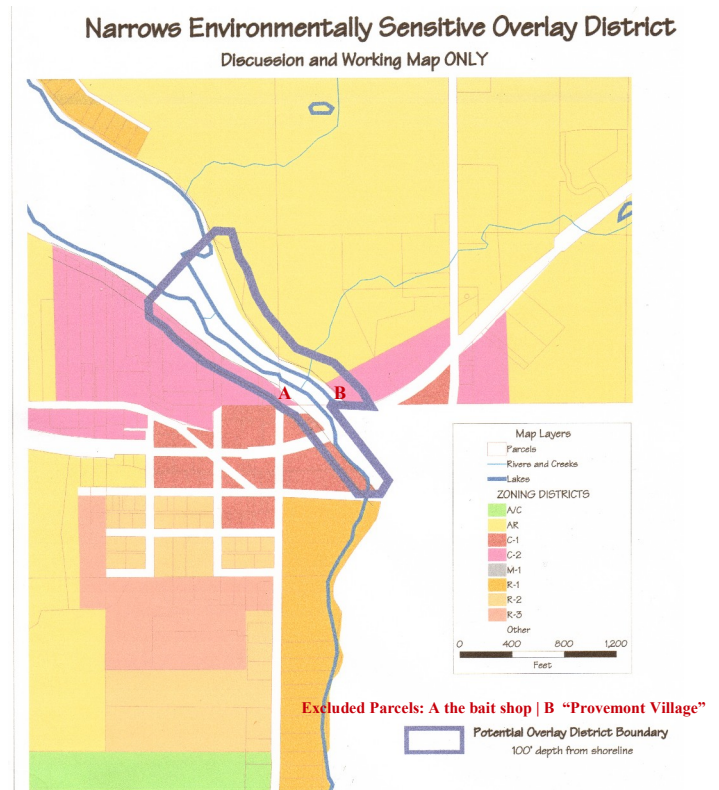 Narrows Environmentally Sensitive Overlay District
Discussion and Working Map ONLY
A
B
Map Layers
Parcels
Rivers and Creeks
Lakes
ZONING DISTRICTS
A/C
AR
C-1
C-2
M-1
R-1
R-2
R-3
Other
0 400 800 1,200
Feet
Excluded Parcels: A the bait shop | B “Provemont Village”
Potential Overlay District Boundary
100' depth from shoreline